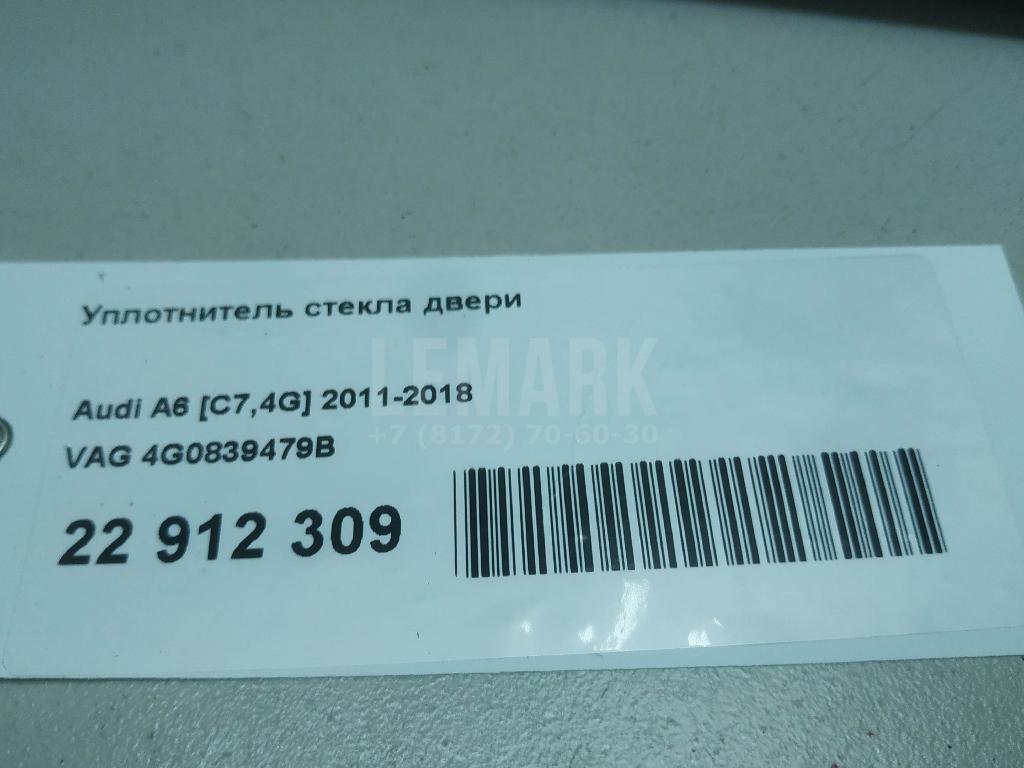 Уплотнитель стекла двери
LEMARK
Audi A6 [C7,4G] 2011-2018
+7 (8172) 70-60-30
VAG 4G0839479B
22 912 309